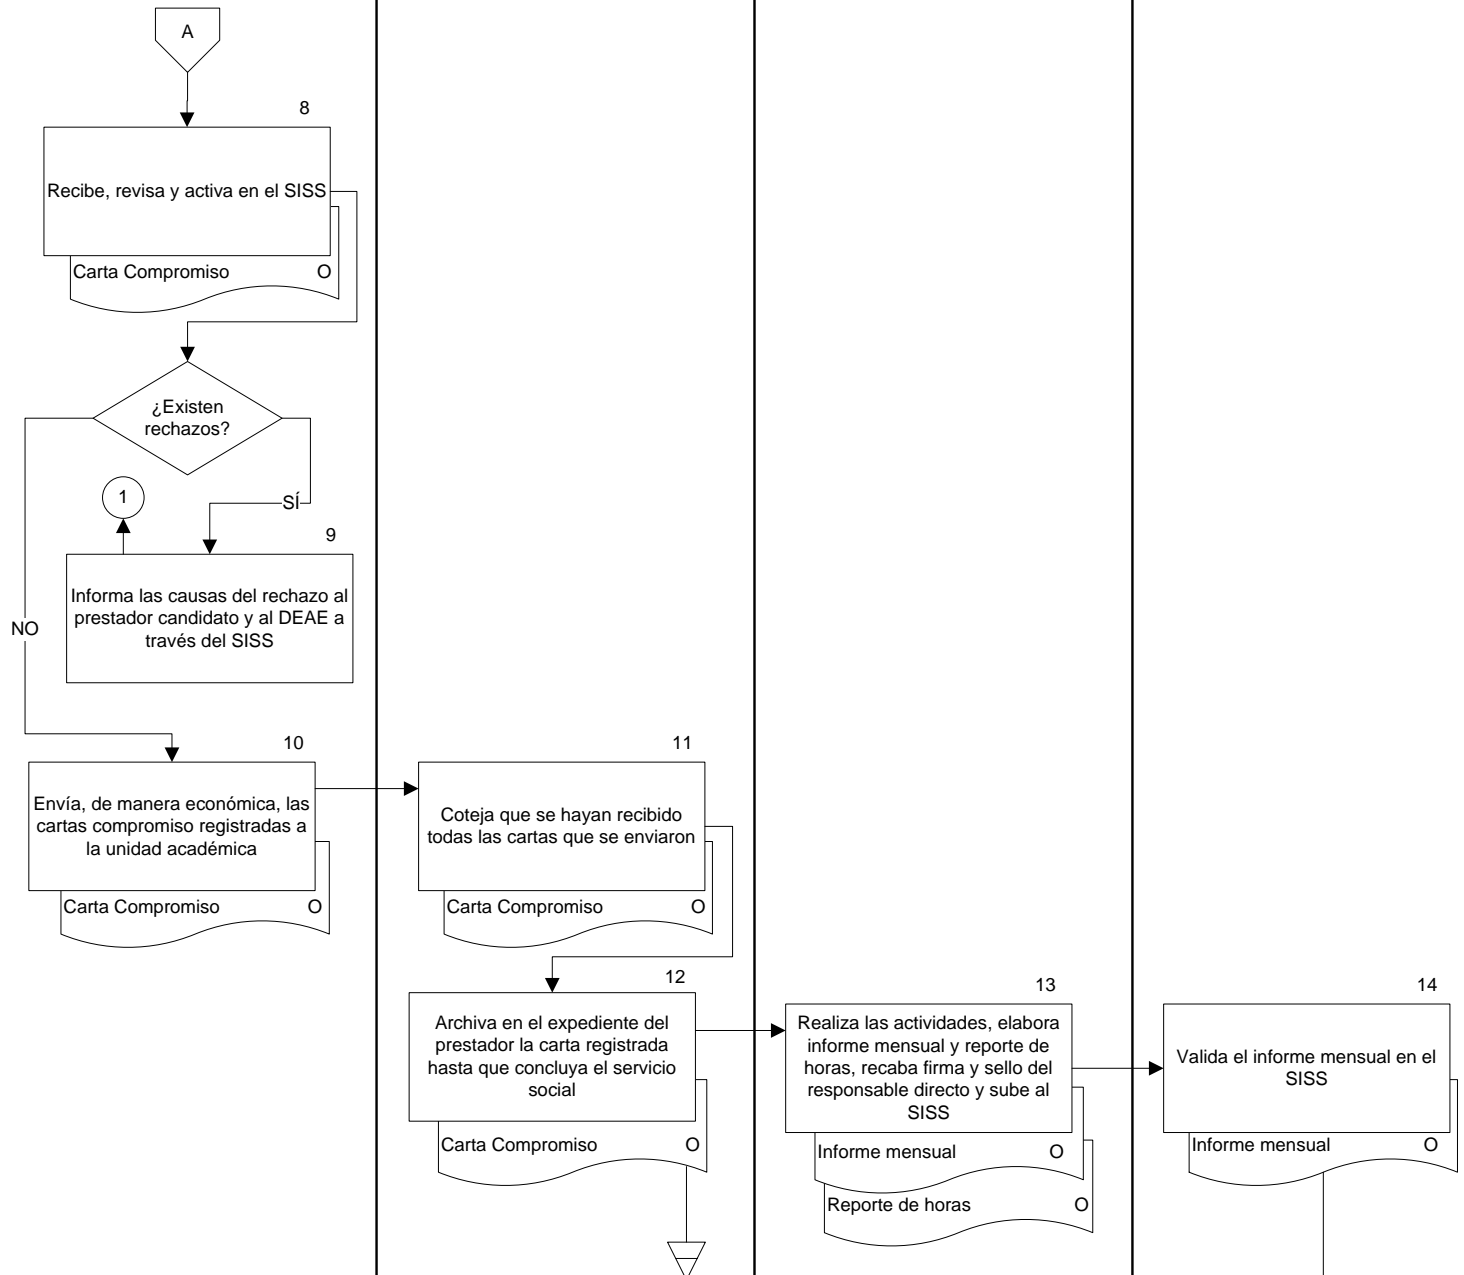 A
8
Recibe, revisa y activa en el SISS
Carta Compromiso O
¿Existen
rechazos?
1
SÍ
9
Informa las causas del rechazo al
prestador candidato y al DEAE a
través del SISS
NO
10
Envía, de manera económica, las
cartas compromiso registradas a
la unidad académica
Carta Compromiso O
11
Coteja que se hayan recibido
todas las cartas que se enviaron
Carta Compromiso O
12
Archiva en el expediente del
prestador la carta registrada
hasta que concluya el servicio
social
Carta Compromiso O
13
Realiza las actividades, elabora
informe mensual y reporte de
horas, recaba firma y sello del
responsable directo y sube al
SISS
Informe mensual O
Reporte de horas O
14
Valida el informe mensual en el
SISS
Informe mensual O